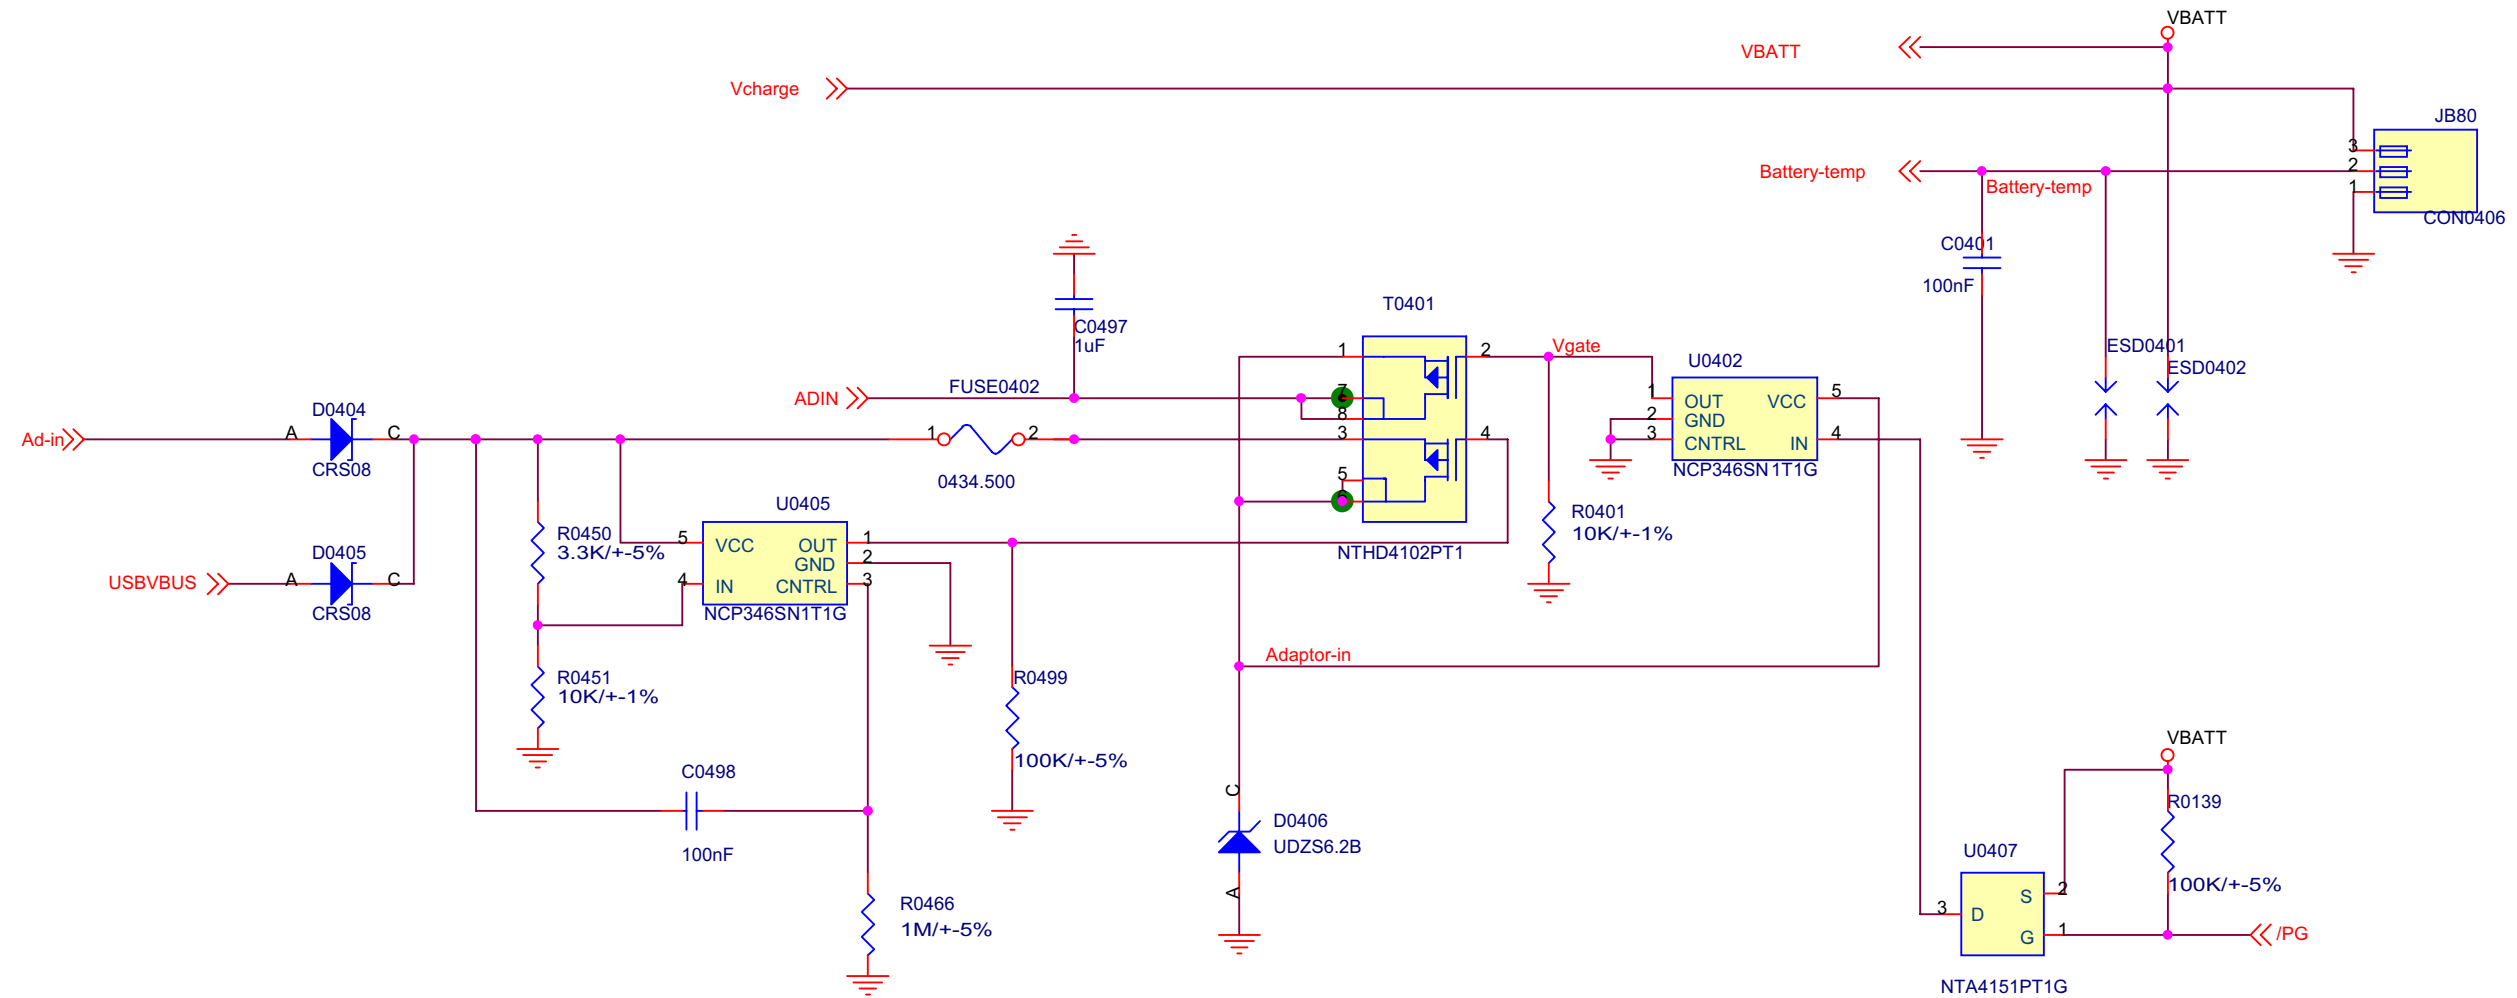 VBATT
VBATT
Vcharge
JB80
3
2
1
Battery-temp
Battery-temp
CON0406
C0401
100nF
T0401
C0497
1uF
1
2
Vgate
U0402
ESD0401
ESD0402
FUSE0402
ADIN
7
8
1
OUT
VCC
5
2
GND
3
CNTRL
IN
4
NCP346SN1T1G
D0404
Ad-in
A
C
CRS08
1
2
0434.500
3
4
5
6
NTHD4102PT1
R0401
10K/+-1%
U0405
R0450
3.3K/+-5%
5
VCC
OUT
1
GND
2
4
IN
CNTRL
3
NCP346SN1T1G
D0405
USBVBUS
A
C
CRS08
Adaptor-in
R0451
10K/+-1%
R0499
100K/+-5%
C0498
100nF
VBATT
R0139
100K/+-5%
C
D0406
UDZS6.2B
A
U0407
S
2
3
D
G
1
/PG
NTA4151PT1G
R0466
1M/+-5%